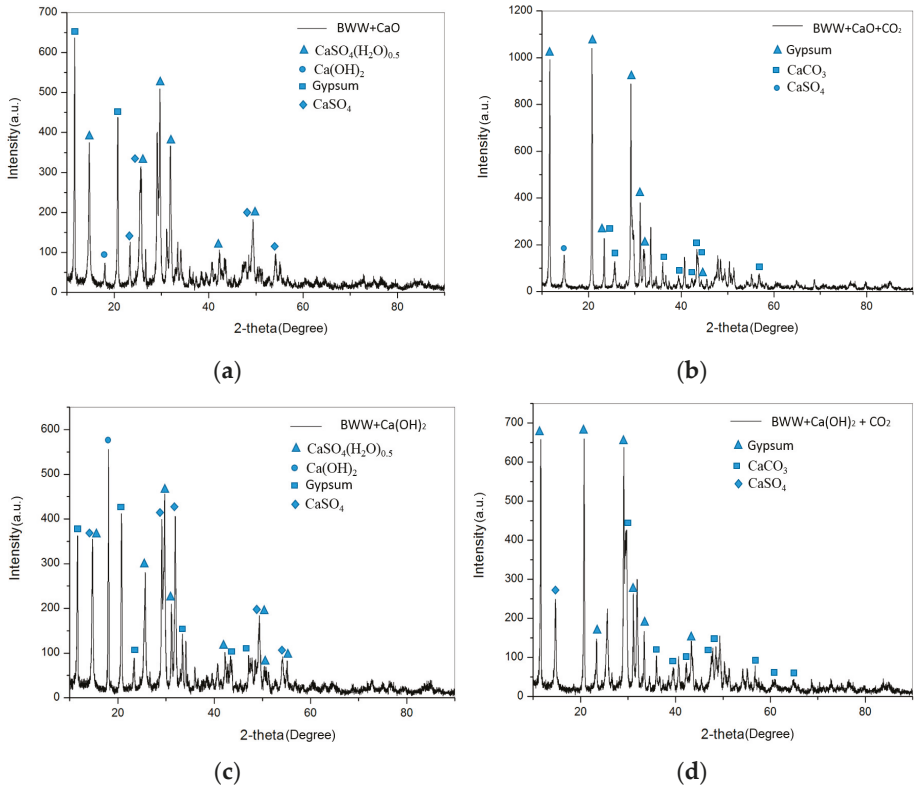 BWW+CaO
CaSO₄(H₂O)₀.₅
Ca(OH)₂
Gypsum
CaSO₄
Intensity (a.u.)
700
600
500
400
300
200
100
0
20
40
60
80
2-theta (Degree)
(a)
BWW+CaO+CO₂
Gypsum
CaCO₃
CaSO₄
Intensity (a.u.)
1200
1000
800
600
400
200
0
20
40
60
80
2-theta (Degree)
(b)
BWW+Ca(OH)₂
CaSO₄(H₂O)₀.₅
Ca(OH)₂
Gypsum
CaSO₄
Intensity (a.u.)
600
500
400
300
200
100
0
20
40
60
80
2-theta (Degree)
(c)
BWW+Ca(OH)₂ + CO₂
Gypsum
CaCO₃
CaSO₄
Intensity (a.u.)
700
600
500
400
300
200
100
0
20
40
60
80
2-theta (Degree)
(d)